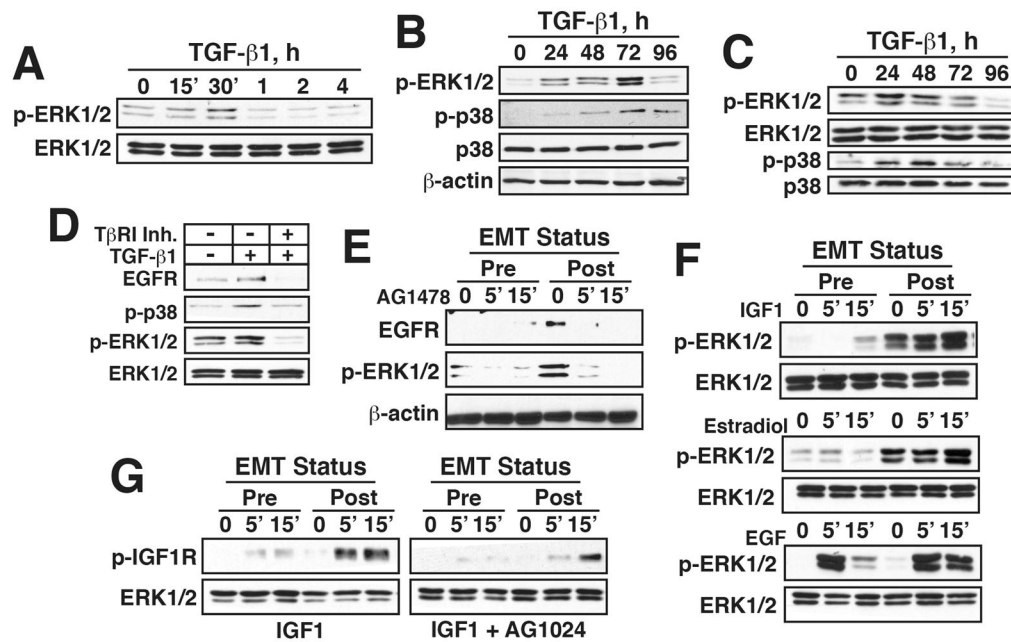 A
TGF-β1, h
0 15’ 30’ 1 2 4
p-ERK1/2
ERK1/2
B
TGF-β1, h
0 24 48 72 96
p-ERK1/2
p-p38
p38
β-actin
C
TGF-β1, h
0 24 48 72 96
p-ERK1/2
ERK1/2
p-p38
p38
D
TβRI Inh. - - +
TGF-β1 - + +
EGFR
p-p38
p-ERK1/2
ERK1/2
E
EMT Status
Pre Post
AG1478 0 5’ 15’ 0 5’ 15’
EGFR
p-ERK1/2
β-actin
F
EMT Status
Pre Post
IGF1 0 5’ 15’ 0 5’ 15’
p-ERK1/2
ERK1/2
Estradiol 0 5’ 15’ 0 5’ 15’
p-ERK1/2
ERK1/2
EGF 0 5’ 15’ 0 5’ 15’
p-ERK1/2
ERK1/2
G
EMT Status
Pre Post
0 5’ 15’ 0 5’ 15’
p-IGF1R
ERK1/2
IGF1
EMT Status
Pre Post
0 5’ 15’ 0 5’ 15’
IGF1 + AG1024